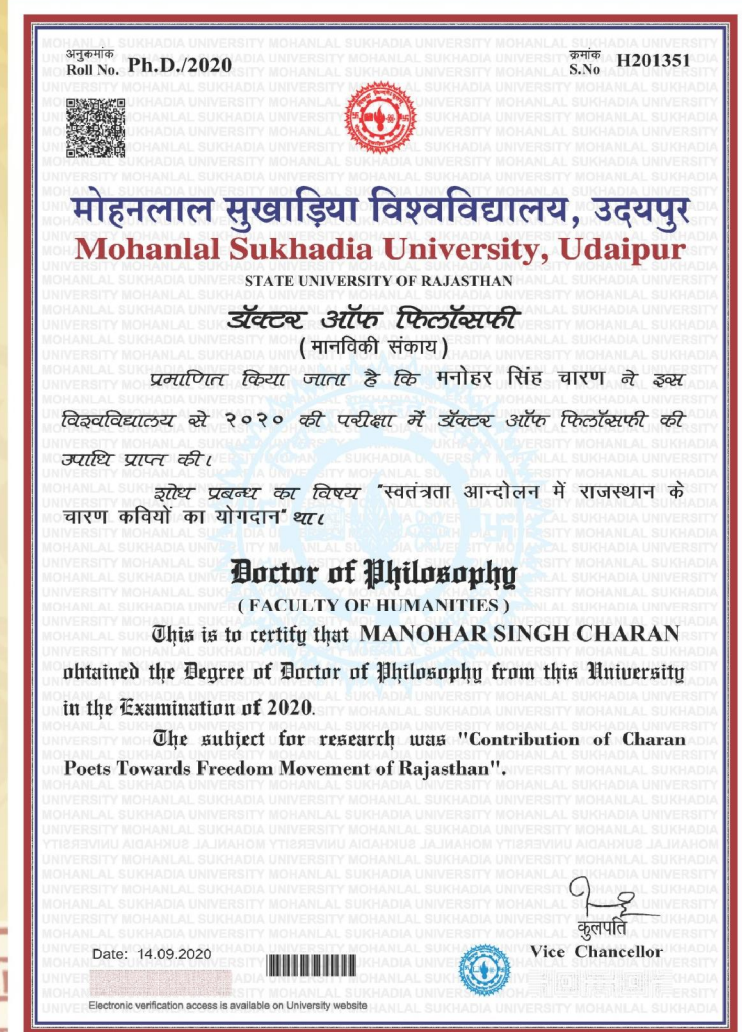 अनुक्रमांक
Roll No. Ph.D./2020
क्रमांक
S.No H201351
मोहनलाल सुखाड़िया विश्वविद्यालय, उदयपुर
Mohanlal Sukhadia University, Udaipur
STATE UNIVERSITY OF RAJASTHAN
डॉक्टर ऑफ फिलॉसफी
(मानविकी संकाय)
प्रमाणित किया जाता है कि मनोहर सिंह चारण ने इस
विश्वविद्यालय से २०२० की परीक्षा में डॉक्टर ऑफ फिलॉसफी की
उपाधि प्राप्त की।
शोध प्रबन्ध का विषय "स्वतंत्रता आन्दोलन में राजस्थान के
चारण कवियों का योगदान" था।
Doctor of Philosophy
( FACULTY OF HUMANITIES )
This is to certify that MANOHAR SINGH CHARAN
obtained the Degree of Doctor of Philosophy from this University
in the Examination of 2020.
The subject for research was "Contribution of Charan
Poets Towards Freedom Movement of Rajasthan".
कुलपति
Vice Chancellor
Date: 14.09.2020
Electronic verification access is available on University website